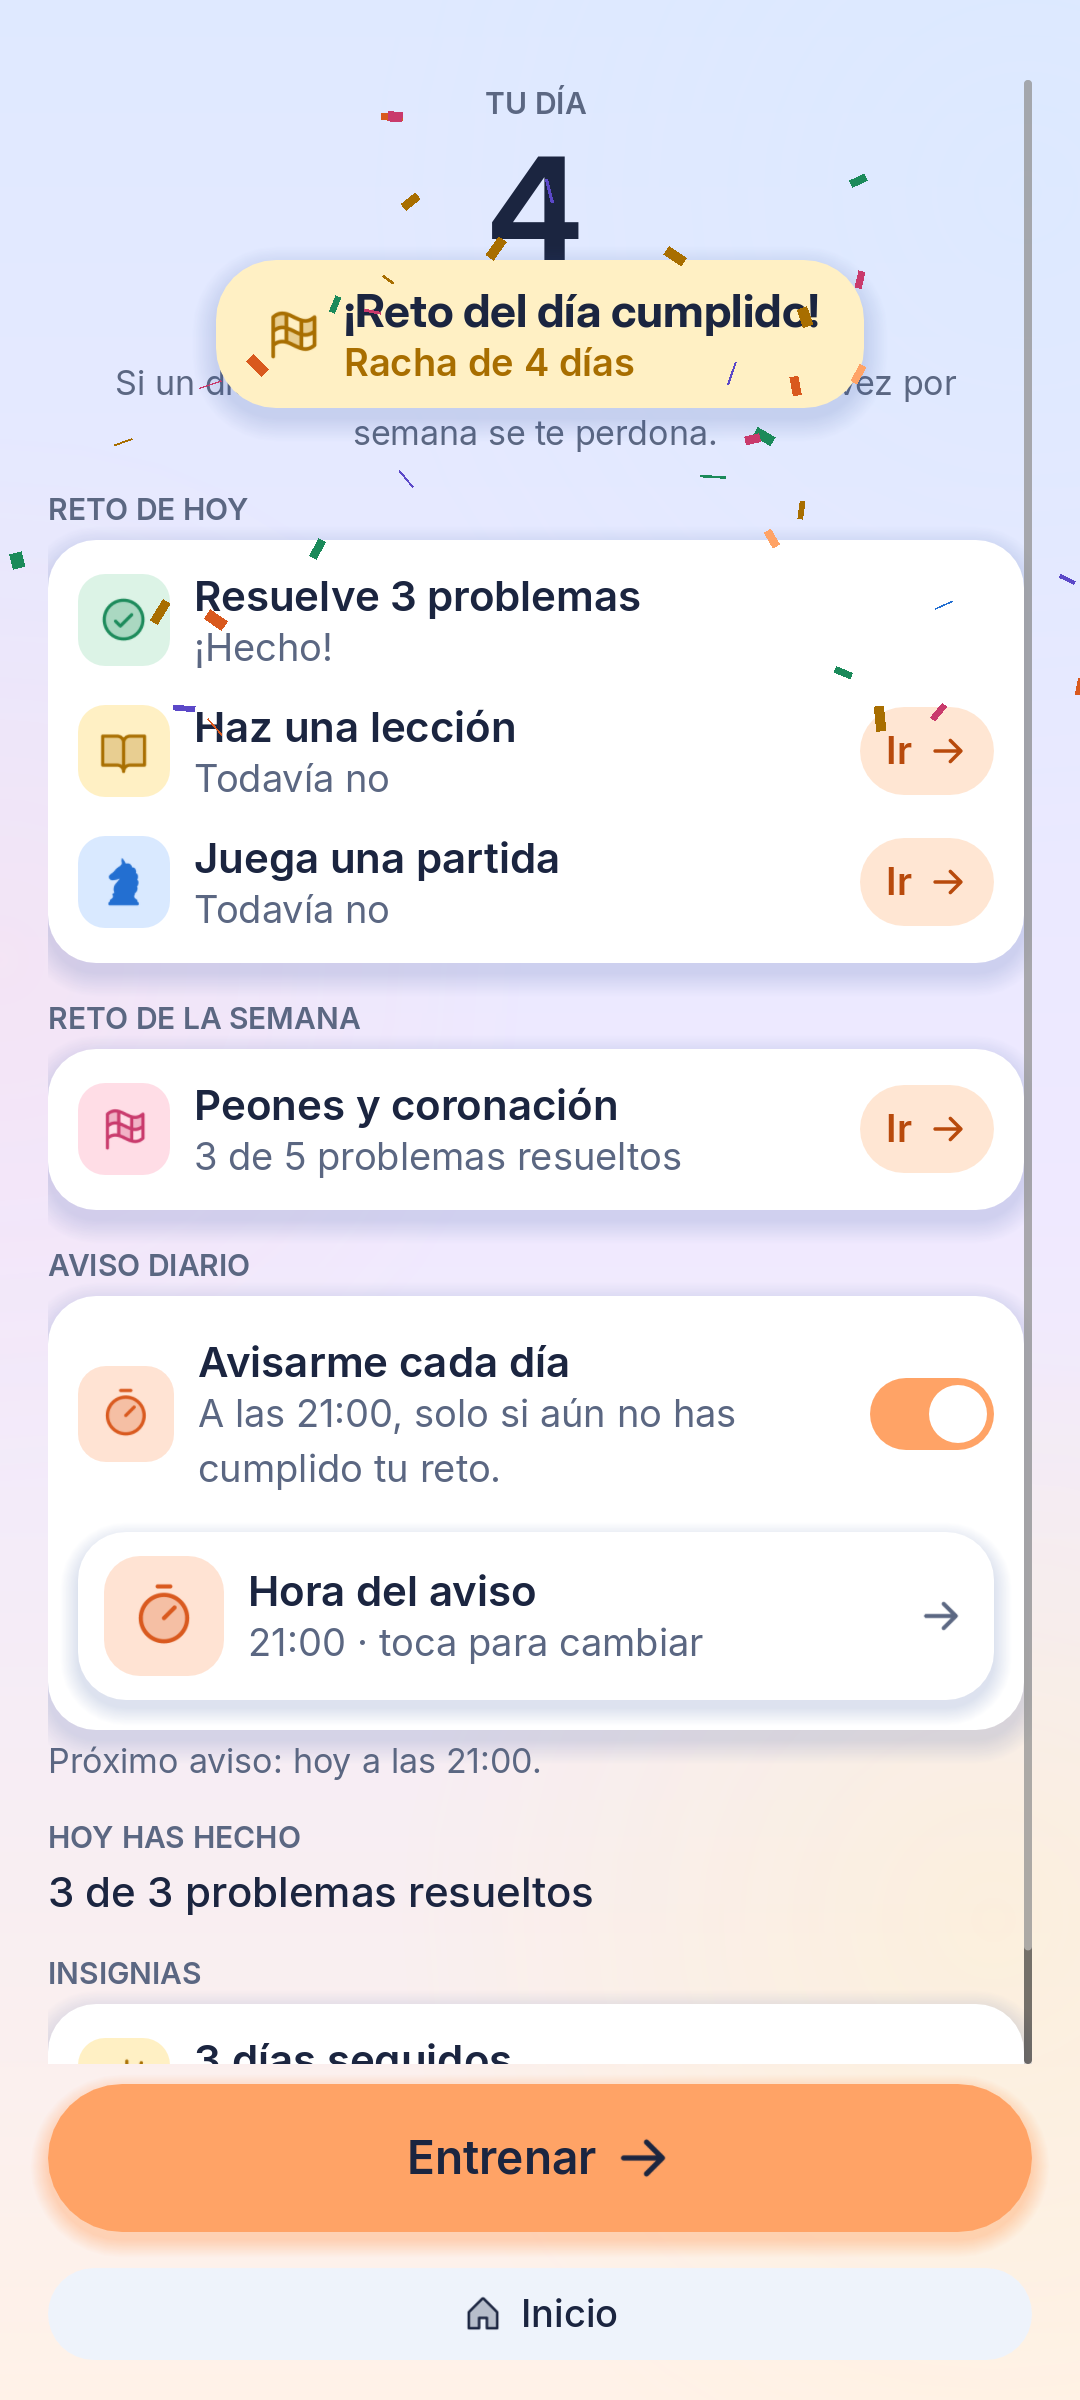 TU DÍA
4
¡Reto del día cumplido!
Racha de 4 días
Si un vez por
semana se te perdona.
RETO DE HOY
Resuelve 3 problemas
¡Hecho!
Haz una lección
Todavía no
Ir
Juega una partida
Todavía no
Ir
RETO DE LA SEMANA
Peones y coronación
3 de 5 problemas resueltos
Ir
AVISO DIARIO
Avisarme cada día
A las 21:00, solo si aún no has
cumplido tu reto.
Hora del aviso
21:00 · toca para cambiar
Próximo aviso: hoy a las 21:00.
HOY HAS HECHO
3 de 3 problemas resueltos
INSIGNIAS
3 días seguidos
Entrenar
Inicio